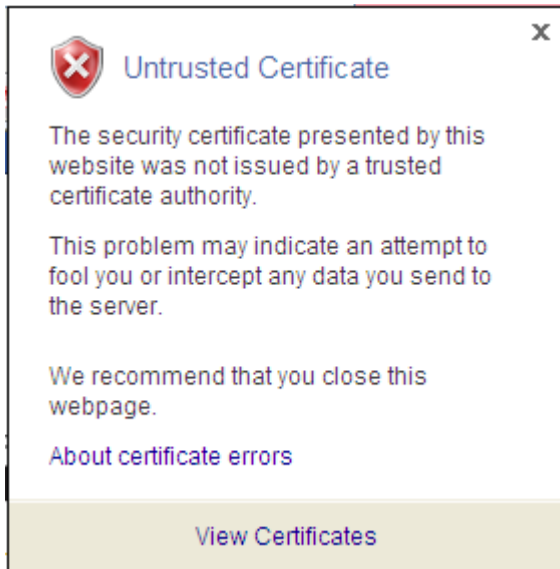 x
Untrusted Certificate
The security certificate presented by this
website was not issued by a trusted
certificate authority.
This problem may indicate an attempt to
fool you or intercept any data you send to
the server.
We recommend that you close this
webpage.
About certificate errors
View Certificates